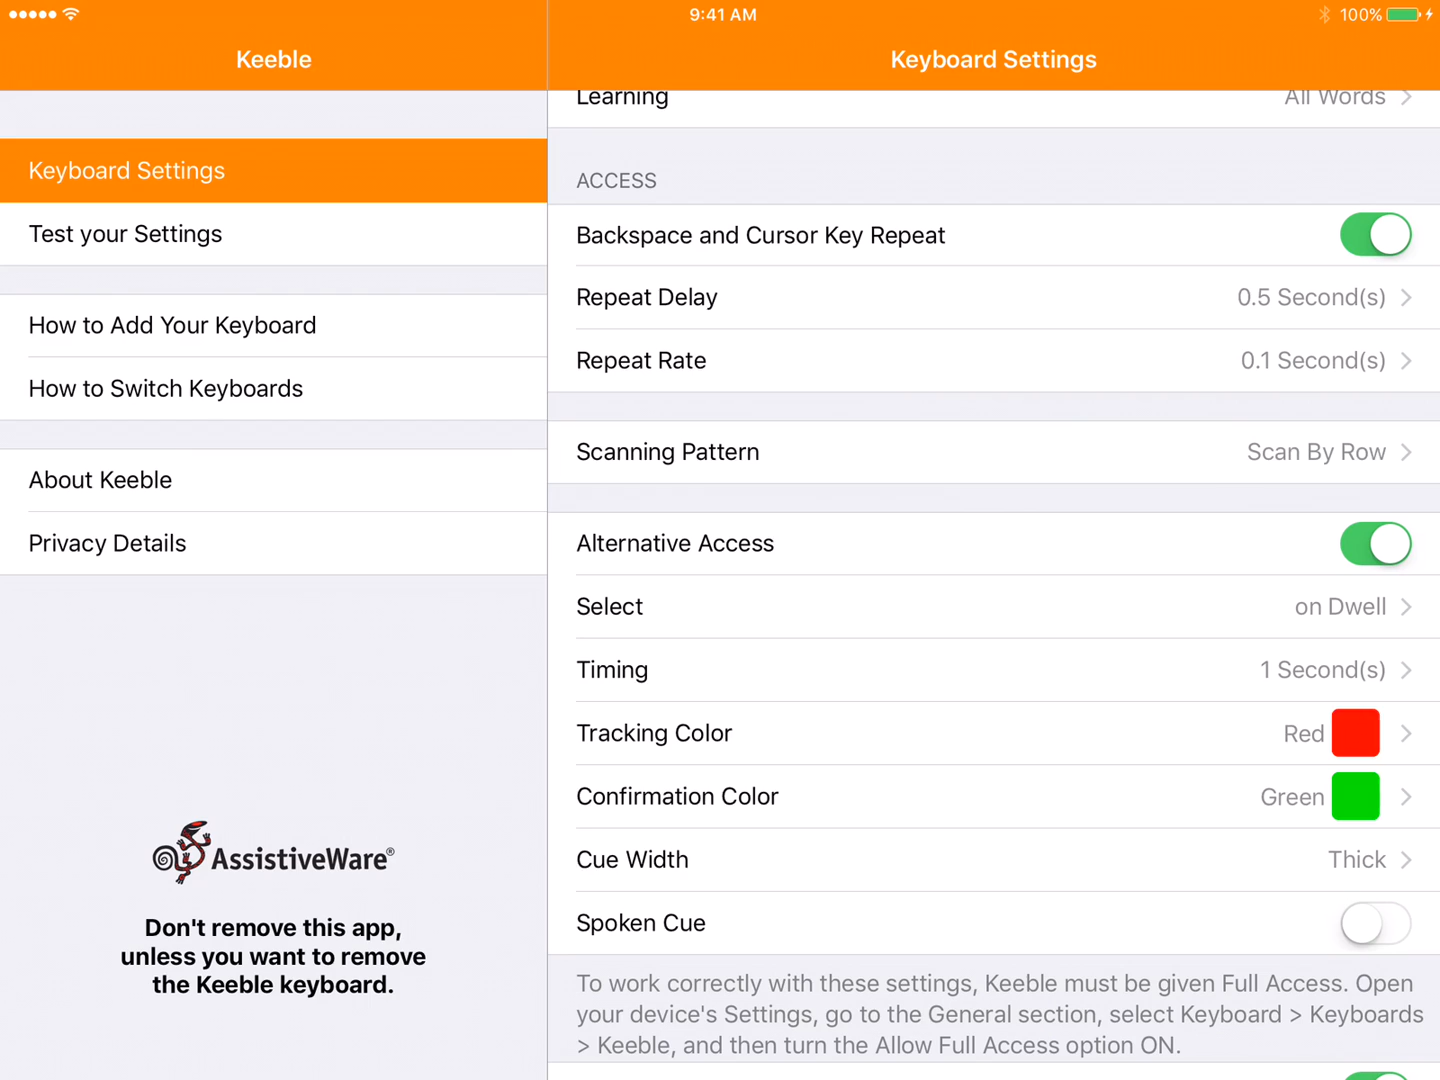 9:41 AM
100%
Keeble
Keyboard Settings
Keyboard Settings
Test your Settings
How to Add Your Keyboard
How to Switch Keyboards
About Keeble
Privacy Details
AssistiveWare®
Don't remove this app,
unless you want to remove
the Keeble keyboard.
Learning All Words
ACCESS
Backspace and Cursor Key Repeat
Repeat Delay 0.5 Second(s)
Repeat Rate 0.1 Second(s)
Scanning Pattern Scan By Row
Alternative Access
Select on Dwell
Timing 1 Second(s)
Tracking Color Red
Confirmation Color Green
Cue Width Thick
Spoken Cue
To work correctly with these settings, Keeble must be given Full Access. Open
your device's Settings, go to the General section, select Keyboard > Keyboards
> Keeble, and then turn the Allow Full Access option ON.